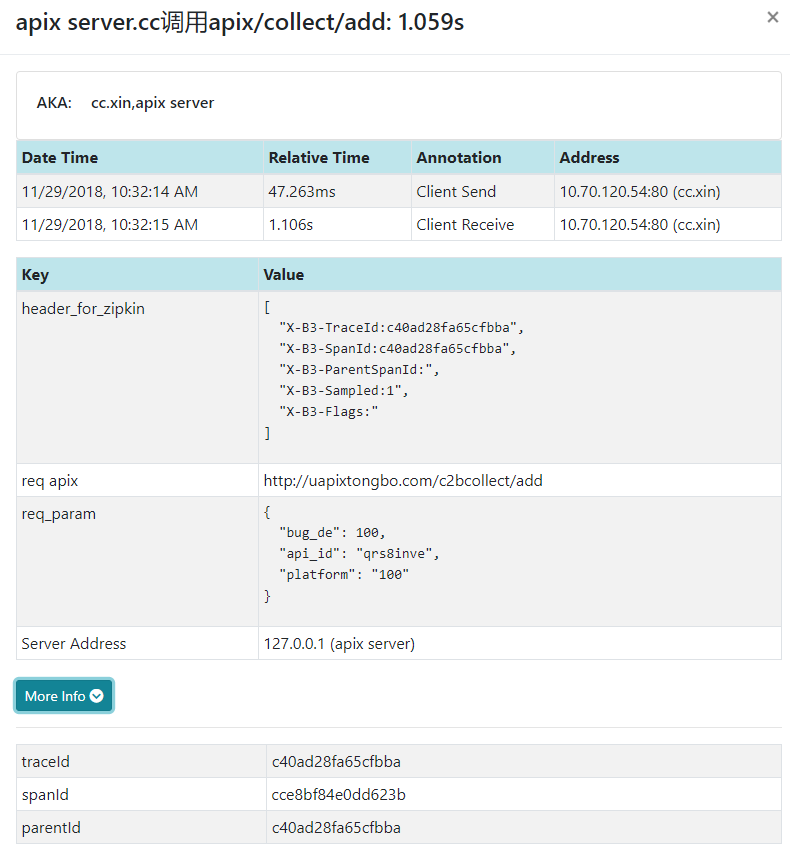 apix server.cc调用apix/collect/add: 1.059s
×
AKA: cc.xin,apix server
Date Time Relative Time Annotation Address
11/29/2018, 10:32:14 AM 47.263ms Client Send 10.70.120.54:80 (cc.xin)
11/29/2018, 10:32:15 AM 1.106s Client Receive 10.70.120.54:80 (cc.xin)
Key Value
header_for_zipkin [
"X-B3-TraceId:c40ad28fa65cfbba",
"X-B3-SpanId:c40ad28fa65cfbba",
"X-B3-ParentSpanId:",
"X-B3-Sampled:1",
"X-B3-Flags:"
]
req apix http://uapixtongbo.com/c2bcollect/add
req_param {
"bug_de": 100,
"api_id": "qrs8inve",
"platform": "100"
}
Server Address 127.0.0.1 (apix server)
More Info
traceId c40ad28fa65cfbba
spanId cce8bf84e0dd623b
parentId c40ad28fa65cfbba